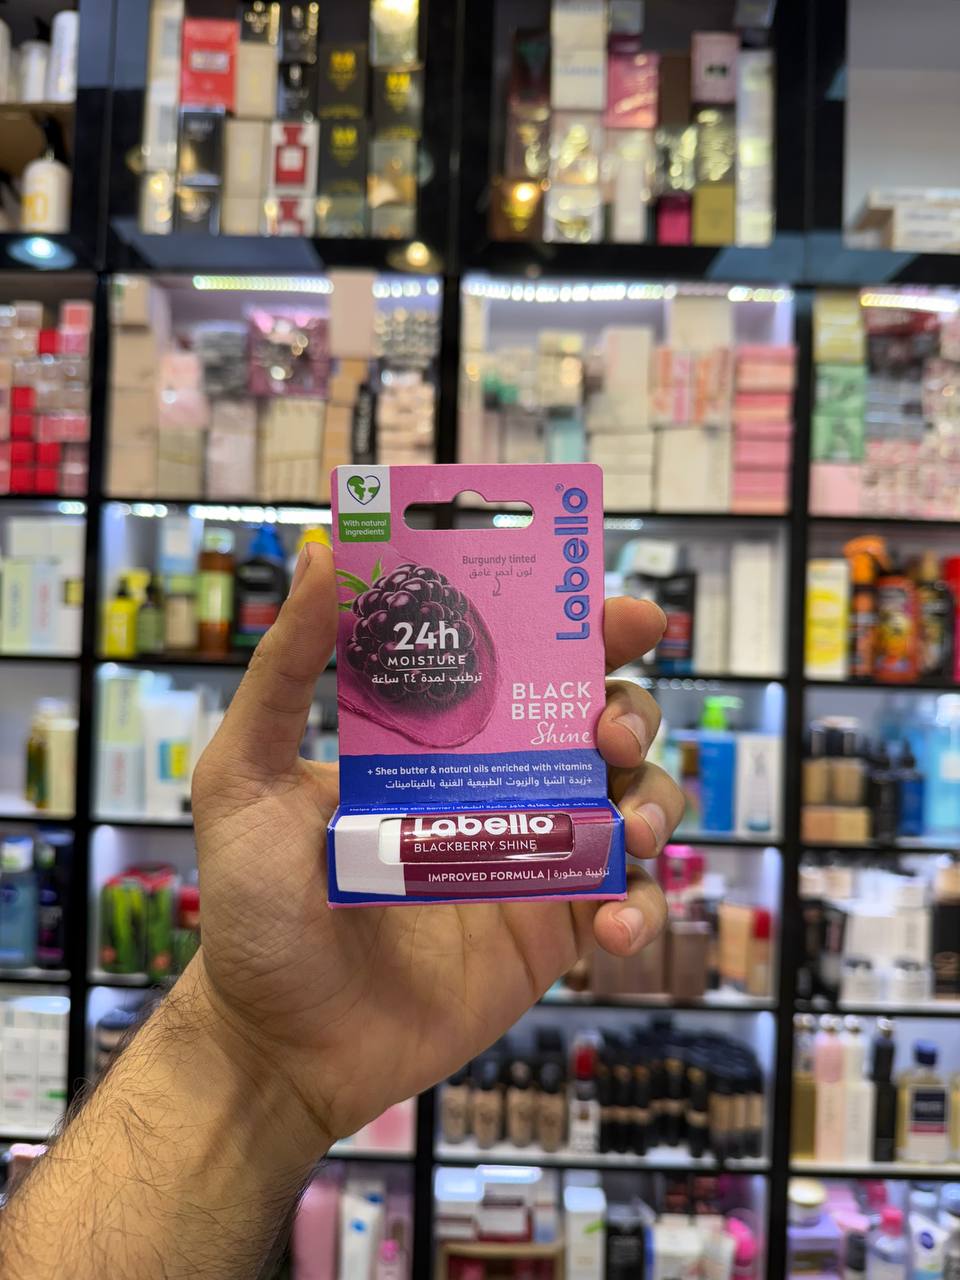 With natural
ingredients
Labello®
Burgundy tinted
لون أحمر غامق
24h
MOISTURE
ترطيب لمدة ٢٤ ساعة
BLACK
BERRY
Shine
+ Shea butter & natural oils enriched with vitamins
+زبدة الشيا والزيوت الطبيعية الغنية بالفيتامينات
Labello
BLACKBERRY SHINE
IMPROVED FORMULA | تركيبة مطورة